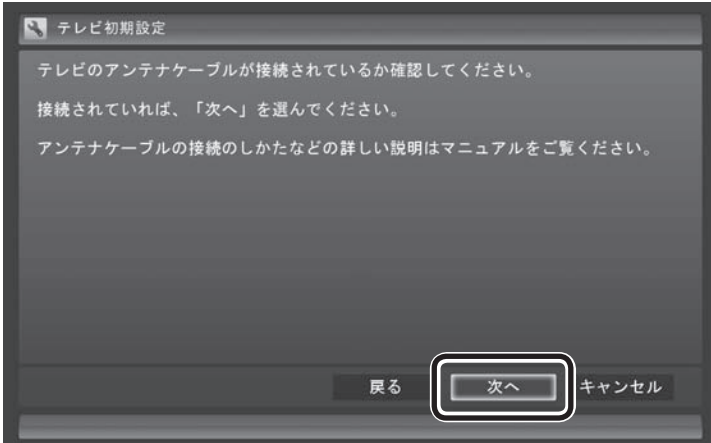 テレビ初期設定
テレビのアンテナケーブルが接続されているか確認してください。
接続されていれば、「次へ」を選んでください。
アンテナケーブルの接続のしかたなどの詳しい説明はマニュアルをご覧ください。
戻る 次へ キャンセル